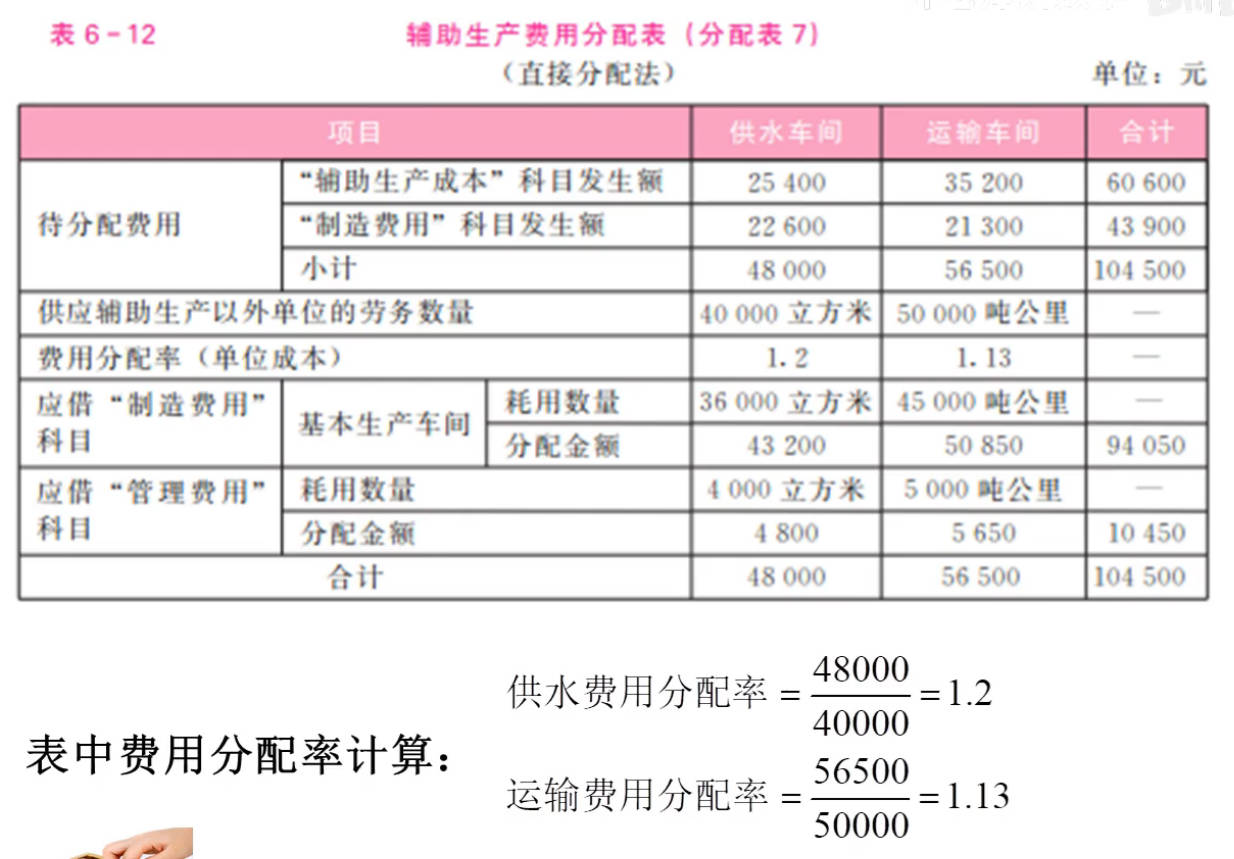 表 6-12 辅助生产费用分配表（分配表 7）
（直接分配法） 单位：元
项目 供水车间 运输车间 合计
待分配费用 “辅助生产成本”科目发生额 25 400 35 200 60 600
“制造费用”科目发生额 22 600 21 300 43 900
小计 48 000 56 500 104 500
供应辅助生产以外单位的劳务数量 40 000 立方米 50 000 吨公里 —
费用分配率（单位成本） 1.2 1.13 —
应借“制造费用”科目 基本生产车间 耗用数量 36 000 立方米 45 000 吨公里 —
分配金额 43 200 50 850 94 050
应借“管理费用”科目 耗用数量 4 000 立方米 5 000 吨公里 —
分配金额 4 800 5 650 10 450
合计 48 000 56 500 104 500
表中费用分配率计算：
供水费用分配率 = 48000/40000 = 1.2
运输费用分配率 = 56500/50000 = 1.13